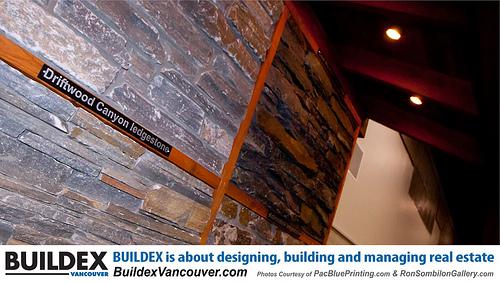 Driftwood Canyon ledgestone
BUILDEX
VANCOUVER
BUILDEX is about designing, building and managing real estate
BuildexVancouver.com
Photos Courtesy of PacBluePrinting.com & RonSombilonGallery.com